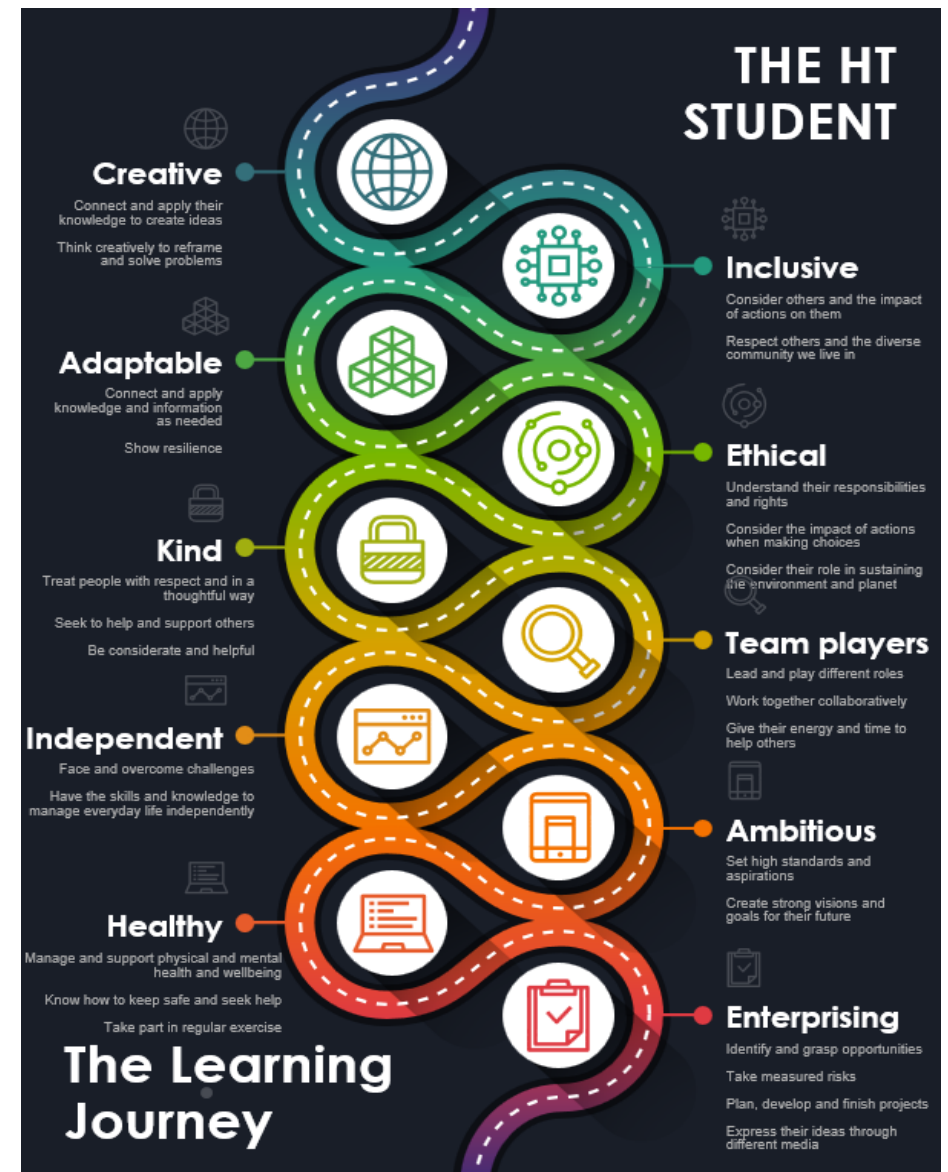 THE HT
STUDENT
Creative
Connect and apply their
knowledge to create ideas
Think creatively to reframe
and solve problems
Inclusive
Consider others and the impact
of actions on them
Respect others and the diverse
community we live in
Adaptable
Connect and apply
knowledge and information
as needed
Show resilience
Ethical
Understand their responsibilities
and rights
Consider the impact of actions
when making choices
Consider their role in sustaining
the environment and planet
Kind
Treat people with respect and in a
thoughtful way
Seek to help and support others
Be considerate and helpful
Team players
Lead and play different roles
Work together collaboratively
Give their energy and time to
help others
Independent
Face and overcome challenges
Have the skills and knowledge to
manage everyday life independently
Ambitious
Set high standards and
aspirations
Create strong visions and
goals for their future
Healthy
Manage and support physical and mental
health and wellbeing
Know how to keep safe and seek help
Take part in regular exercise
Enterprising
Identify and grasp opportunities
Take measured risks
Plan, develop and finish projects
Express their ideas through
different media
The Learning
Journey